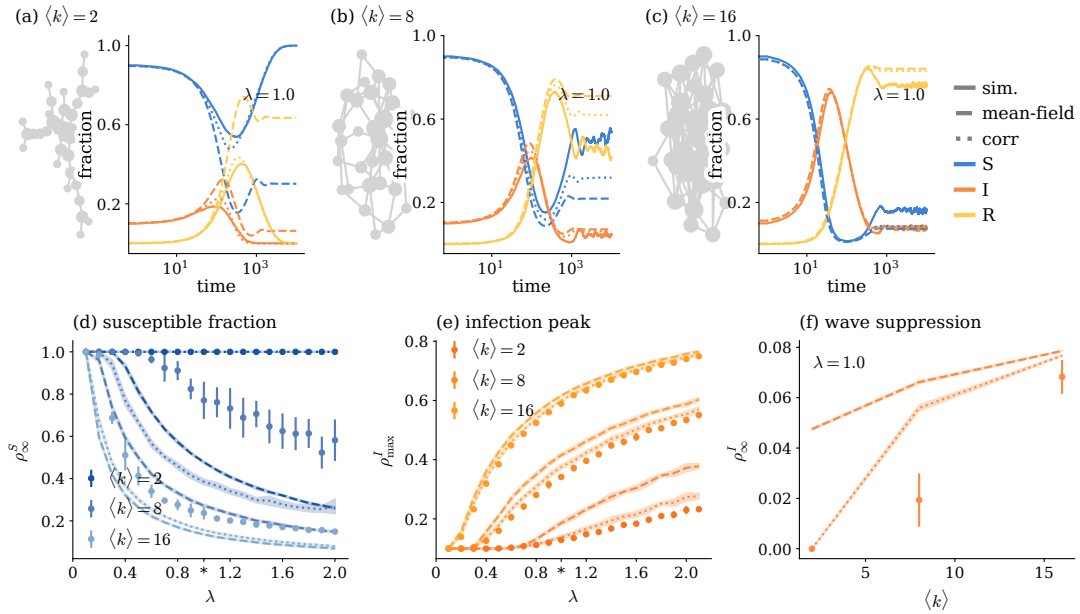 (a) ⟨k⟩ = 2
(b) ⟨k⟩ = 8
(c) ⟨k⟩ = 16
1.0
0.6
0.2
fraction
λ = 1.0
10¹
10³
time
1.0
0.6
0.2
fraction
λ = 1.0
10¹
10³
time
1.0
0.6
0.2
fraction
λ = 1.0
10¹
10³
time
sim.
mean-field
corr
S
I
R
(d) susceptible fraction
1.0
0.8
0.6
0.4
0.2
ρ^S_∞
⟨k⟩ = 2
⟨k⟩ = 8
⟨k⟩ = 16
0 0.4 0.8 * 1.2 1.6 2.0
λ
(e) infection peak
0.8
0.6
0.4
0.2
ρ^I_max
⟨k⟩ = 2
⟨k⟩ = 8
⟨k⟩ = 16
0 0.4 0.8 * 1.2 1.6 2.0
λ
(f) wave suppression
0.08
0.06
0.04
0.02
0.00
ρ^I_∞
λ = 1.0
5 10 15
⟨k⟩